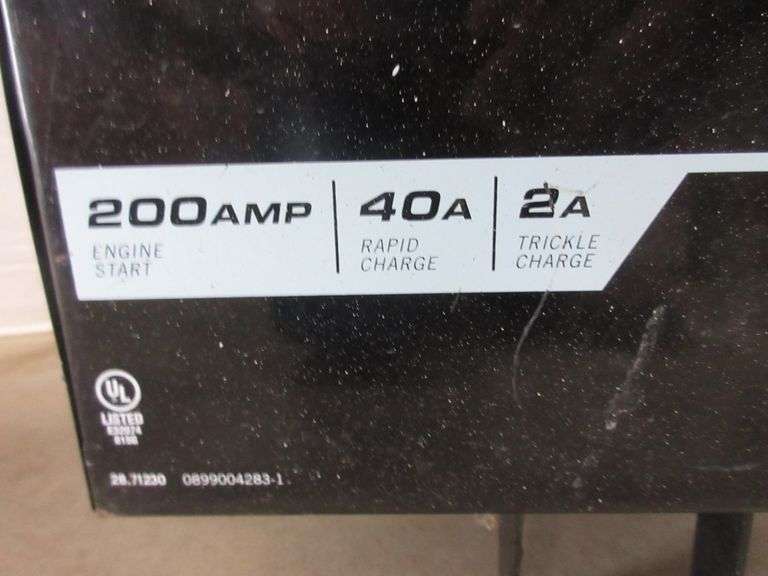 200AMP
ENGINE
START
40A
RAPID
CHARGE
2A
TRICKLE
CHARGE
UL
LISTED
28.71230 0899004283-1